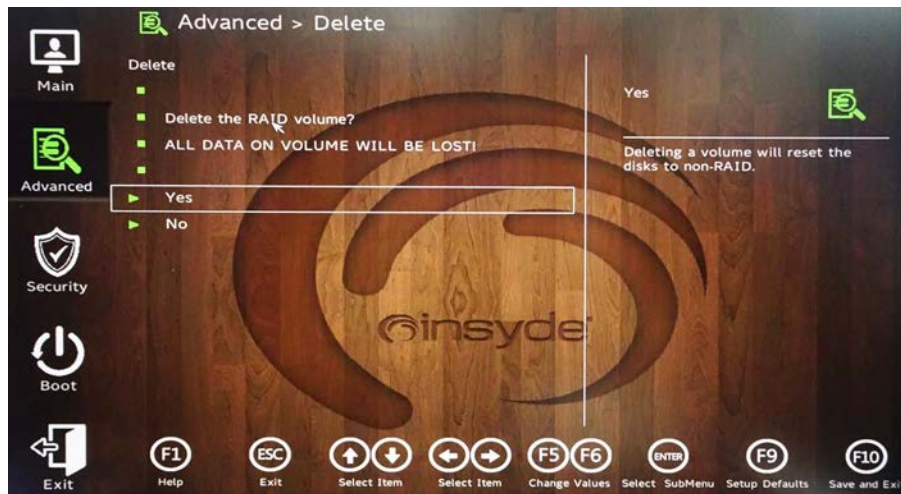 Advanced > Delete
Main
Advanced
Security
Boot
Exit
Delete
Delete the RAID volume?
ALL DATA ON VOLUME WILL BE LOST!
Yes
No
Yes
Deleting a volume will reset the
disks to non-RAID.
insyde
F1
Help
ESC
Exit
Select Item
Select Item
F5 F6
Change Values
ENTER
Select SubMenu
F9
Setup Defaults
F10
Save and Exi